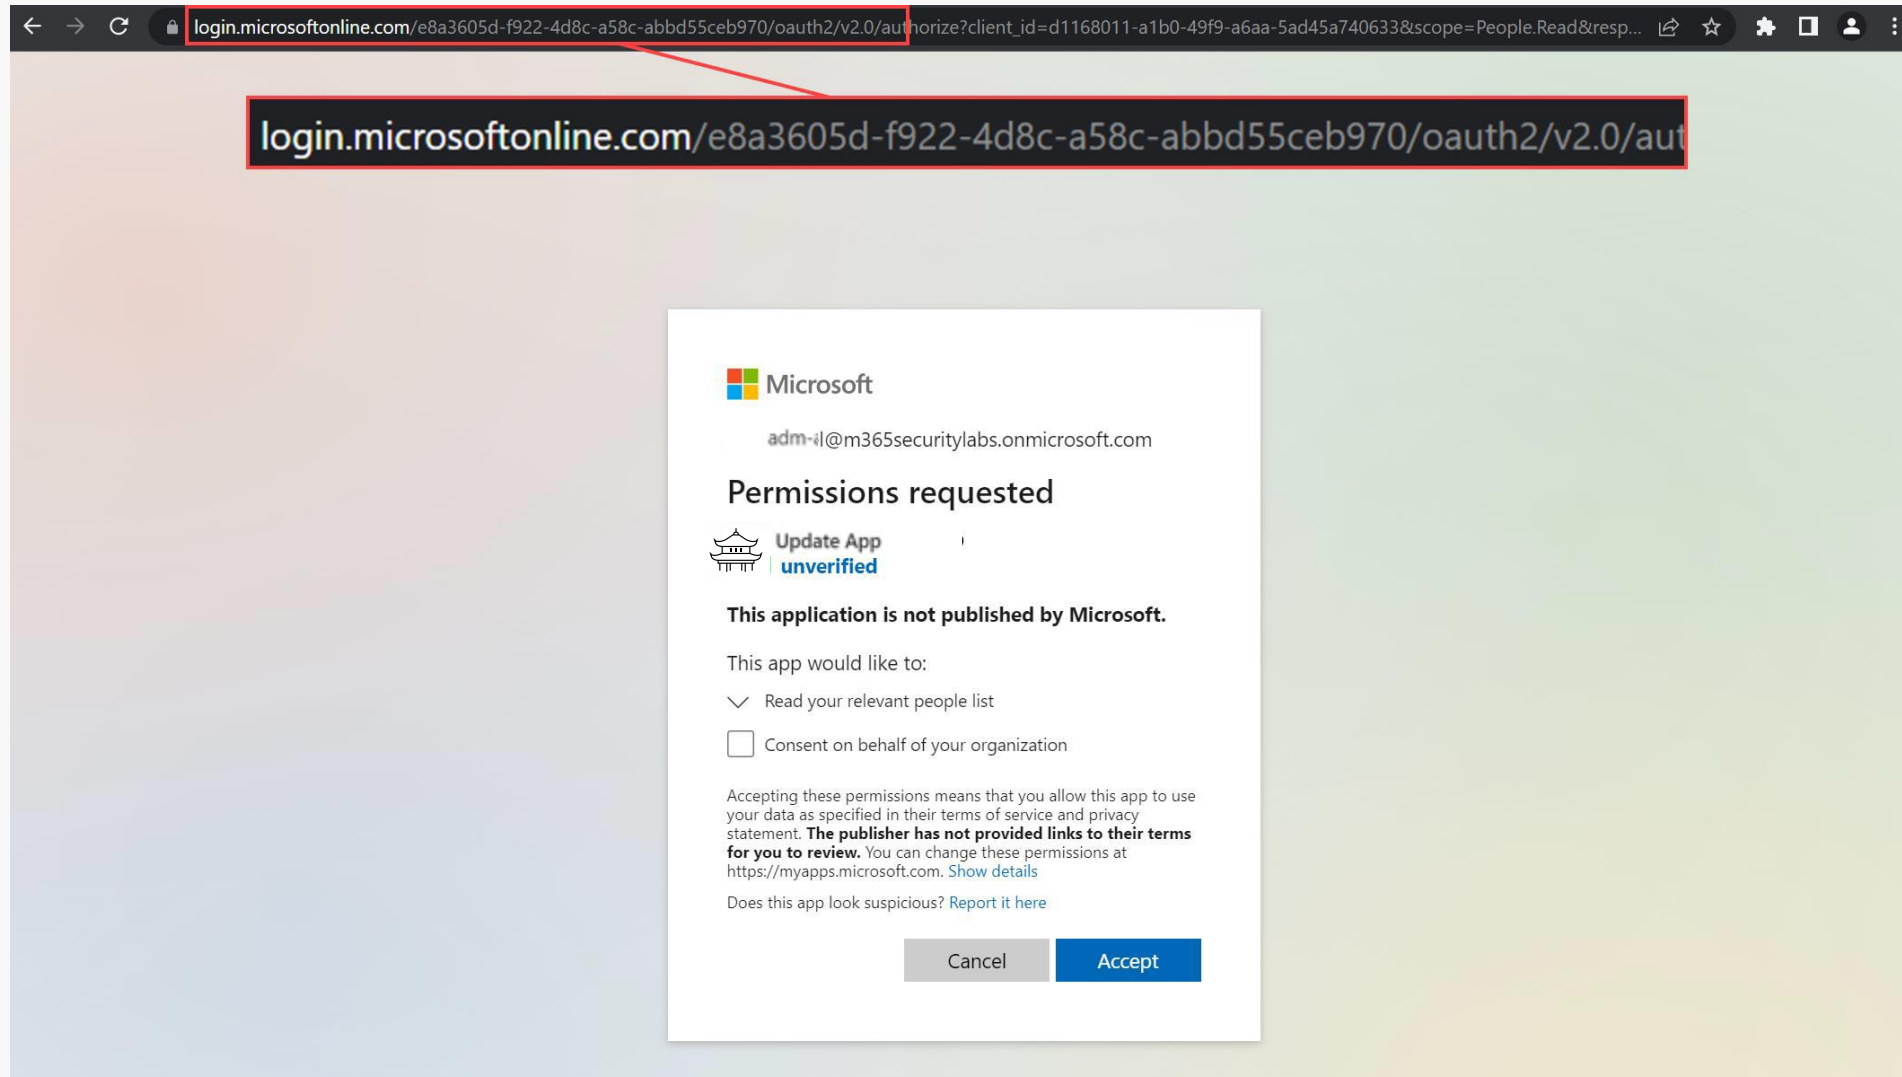 login.microsoftonline.com/e8a3605d-f922-4d8c-a58c-abbd55ceb970/oauth2/v2.0/authorize?client_id=d1168011-a1b0-49f9-a6aa-5ad45a740633&scope=People.Read&resp...
login.microsoftonline.com/e8a3605d-f922-4d8c-a58c-abbd55ceb970/oauth2/v2.0/aut
Microsoft
@m365securitylabs.onmicrosoft.com
Permissions requested
Update App
unverified
This application is not published by Microsoft.
This app would like to:
Read your relevant people list
Consent on behalf of your organization
Accepting these permissions means that you allow this app to use
your data as specified in their terms of service and privacy
statement. The publisher has not provided links to their terms
for you to review. You can change these permissions at
https://myapps.microsoft.com. Show details
Does this app look suspicious? Report it here
Cancel Accept